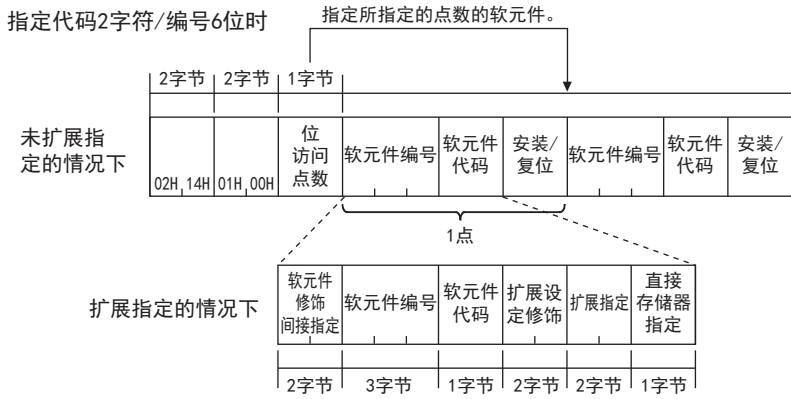 指定代码2字符/编号6位时
指定所指定的点数的软元件。
2字节 2字节 1字节
未扩展指
定的情况下
02H 14H 01H 00H
位
访问
点数
软元件编号
软元件
代码
安装/
复位
软元件编号
软元件
代码
安装/
复位
1点
扩展指定的情况下
软元件
修饰
间接指定
软元件编号
软元件
代码
扩展设
定修饰
扩展指定
直接
存储器
指定
2字节 3字节 1字节 2字节 2字节 1字节